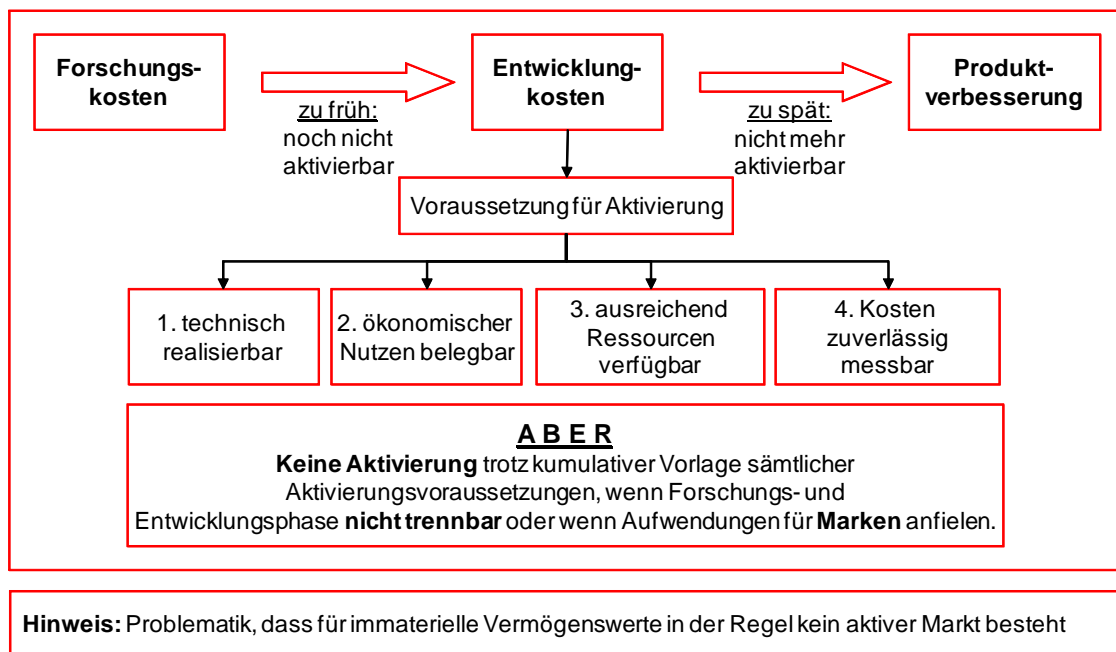 Forschungs-
kosten
zu früh:
noch nicht
aktivierbar
Entwicklung-
kosten
zu spät:
nicht mehr
aktivierbar
Produkt-
verbesserung
Voraussetzung für Aktivierung
1. technisch
realisierbar
2. ökonomischer
Nutzen belegbar
3. ausreichend
Ressourcen
verfügbar
4. Kosten
zuverlässig
messbar
A B E R
Keine Aktivierung trotz kumulativer Vorlage sämtlicher
Aktivierungsvoraussetzungen, wenn Forschungs- und
Entwicklungsphase nicht trennbar oder wenn Aufwendungen für Marken anfielen.
Hinweis: Problematik, dass für immaterielle Vermögenswerte in der Regel kein aktiver Markt besteht